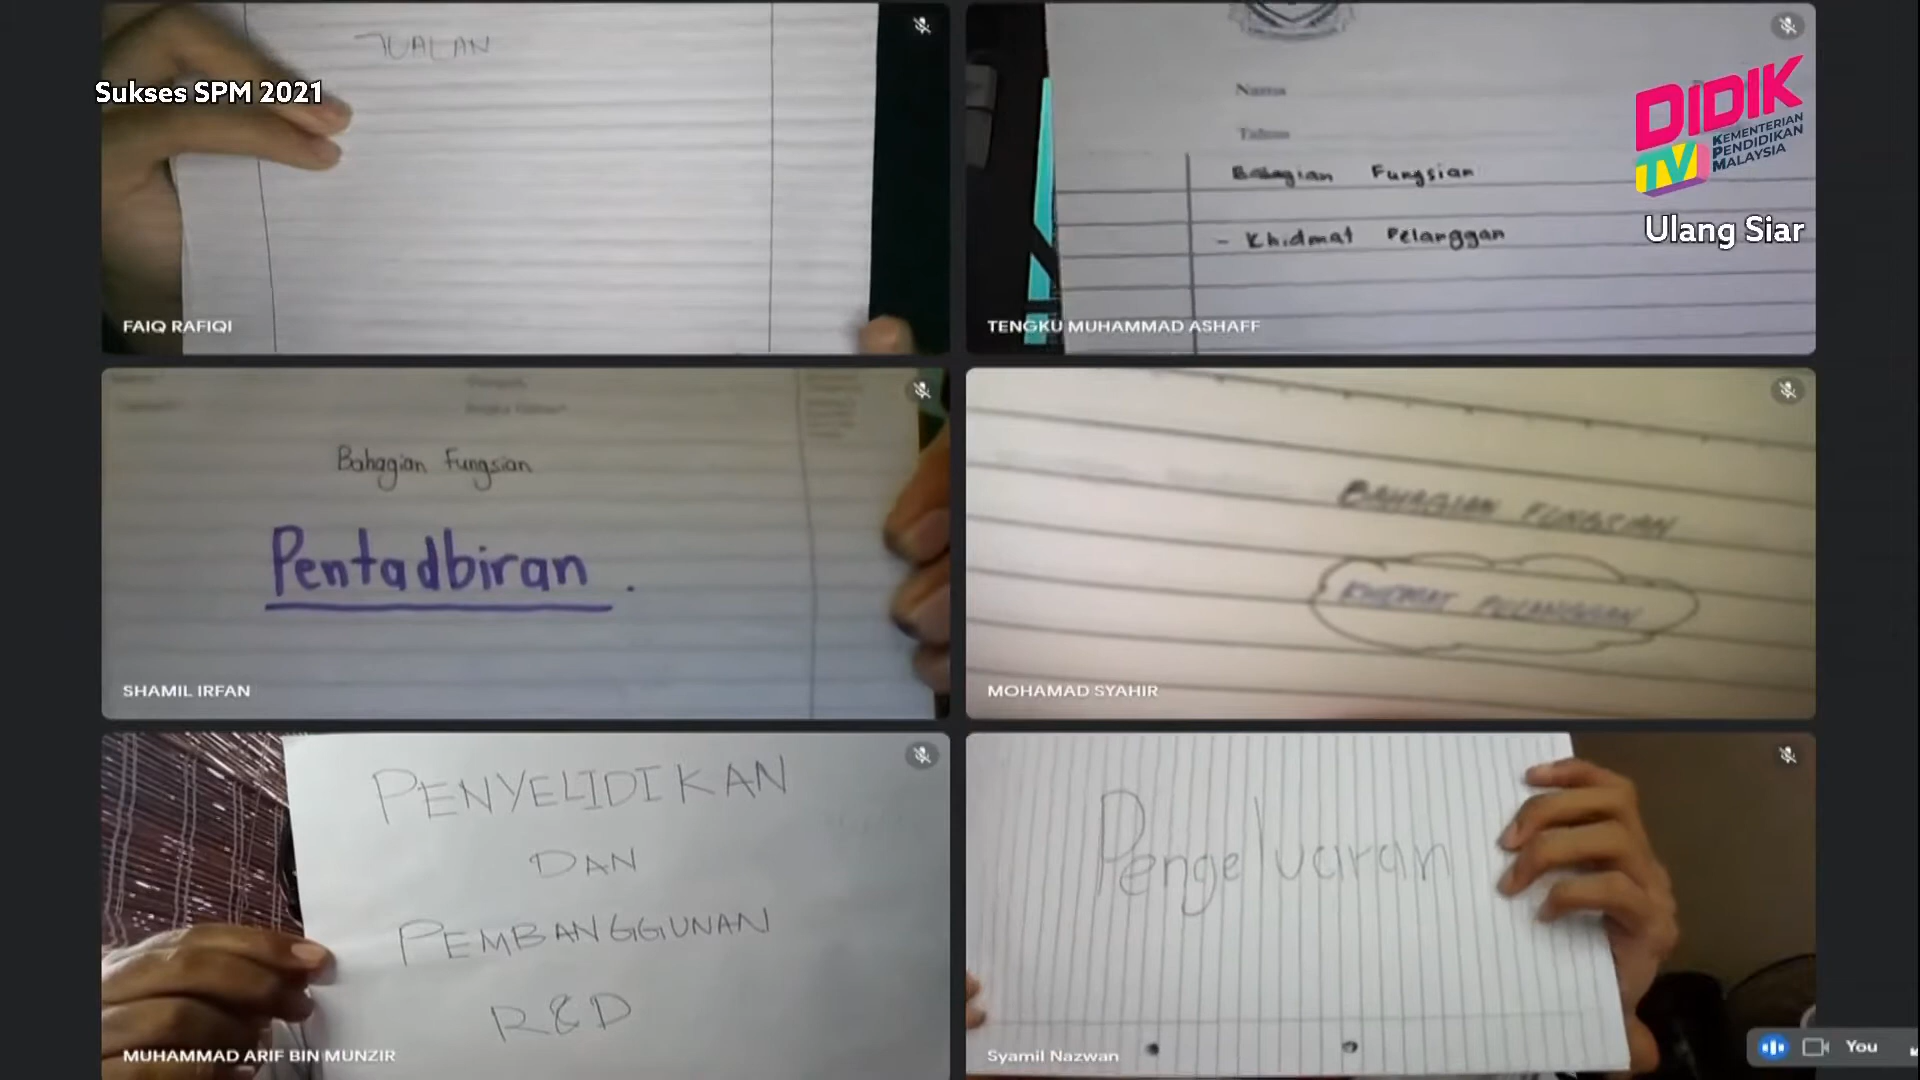 Sukses SPM 2021
JUALAN
FAIQ RAFIQI
Nama
Bahagian Fungsian
- Khidmat Pelanggan
TENGKU MUHAMMAD ASHAFF
DIDIK
TV
KEMENTERIAN
PENDIDIKAN
MALAYSIA
Ulang Siar
Bahagian Fungsian
Pentadbiran.
SHAMIL IRFAN
BAHAGIAN FUNGSIAN
KHIDMAT PELANGGAN
MOHAMAD SYAHIR
PENYELIDIKAN
DAN
PEMBANGGUNAN
R&D
MUHAMMAD ARIF BIN MUNZIR
Pengeluaran
Syamil Nazwan
You